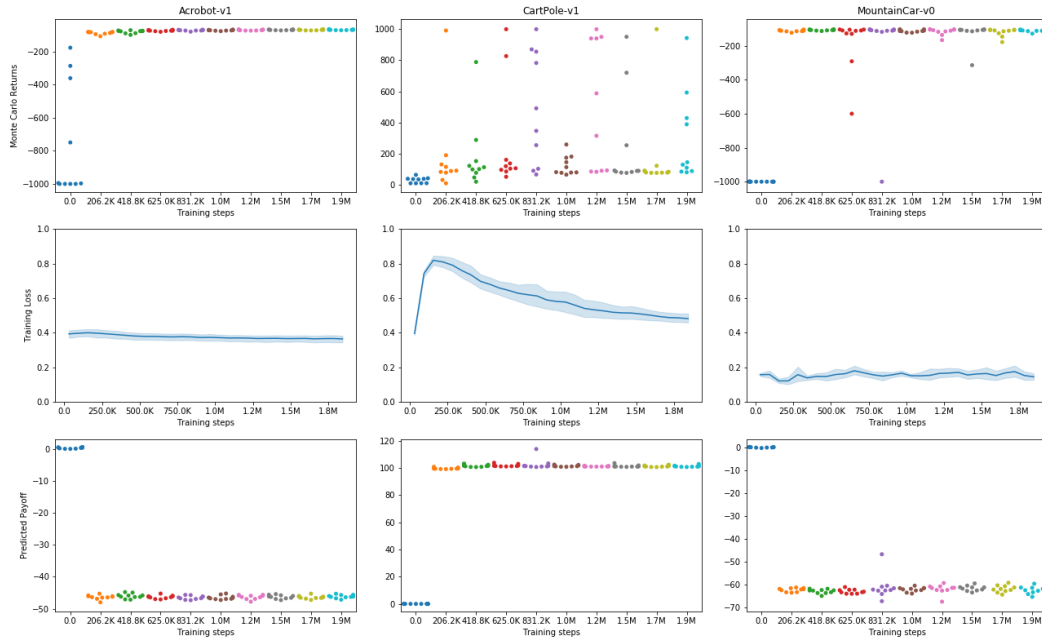 Acrobot-v1
CartPole-v1
MountainCar-v0
Monte Carlo Returns
−200
−400
−600
−800
−1000
0.0 206.2K 418.8K 625.0K 831.2K 1.0M 1.2M 1.5M 1.7M 1.9M
Training steps
1000
800
600
400
200
0
0.0 206.2K 418.8K 625.0K 831.2K 1.0M 1.2M 1.5M 1.7M 1.9M
Training steps
−200
−400
−600
−800
−1000
0.0 206.2K 418.8K 625.0K 831.2K 1.0M 1.2M 1.5M 1.7M 1.9M
Training steps
Training Loss
1.0
0.8
0.6
0.4
0.2
0.0
0.0 250.0K 500.0K 750.0K 1.0M 1.2M 1.5M 1.8M
Training steps
1.0
0.8
0.6
0.4
0.2
0.0
0.0 250.0K 500.0K 750.0K 1.0M 1.2M 1.5M 1.8M
Training steps
1.0
0.8
0.6
0.4
0.2
0.0
0.0 250.0K 500.0K 750.0K 1.0M 1.2M 1.5M 1.8M
Training steps
Predicted Payoff
0
−10
−20
−30
−40
−50
0.0 206.2K 418.8K 625.0K 831.2K 1.0M 1.2M 1.5M 1.7M 1.9M
Training steps
120
100
80
60
40
20
0
0.0 206.2K 418.8K 625.0K 831.2K 1.0M 1.2M 1.5M 1.7M 1.9M
Training steps
0
−10
−20
−30
−40
−50
−60
−70
0.0 206.2K 418.8K 625.0K 831.2K 1.0M 1.2M 1.5M 1.7M 1.9M
Training steps